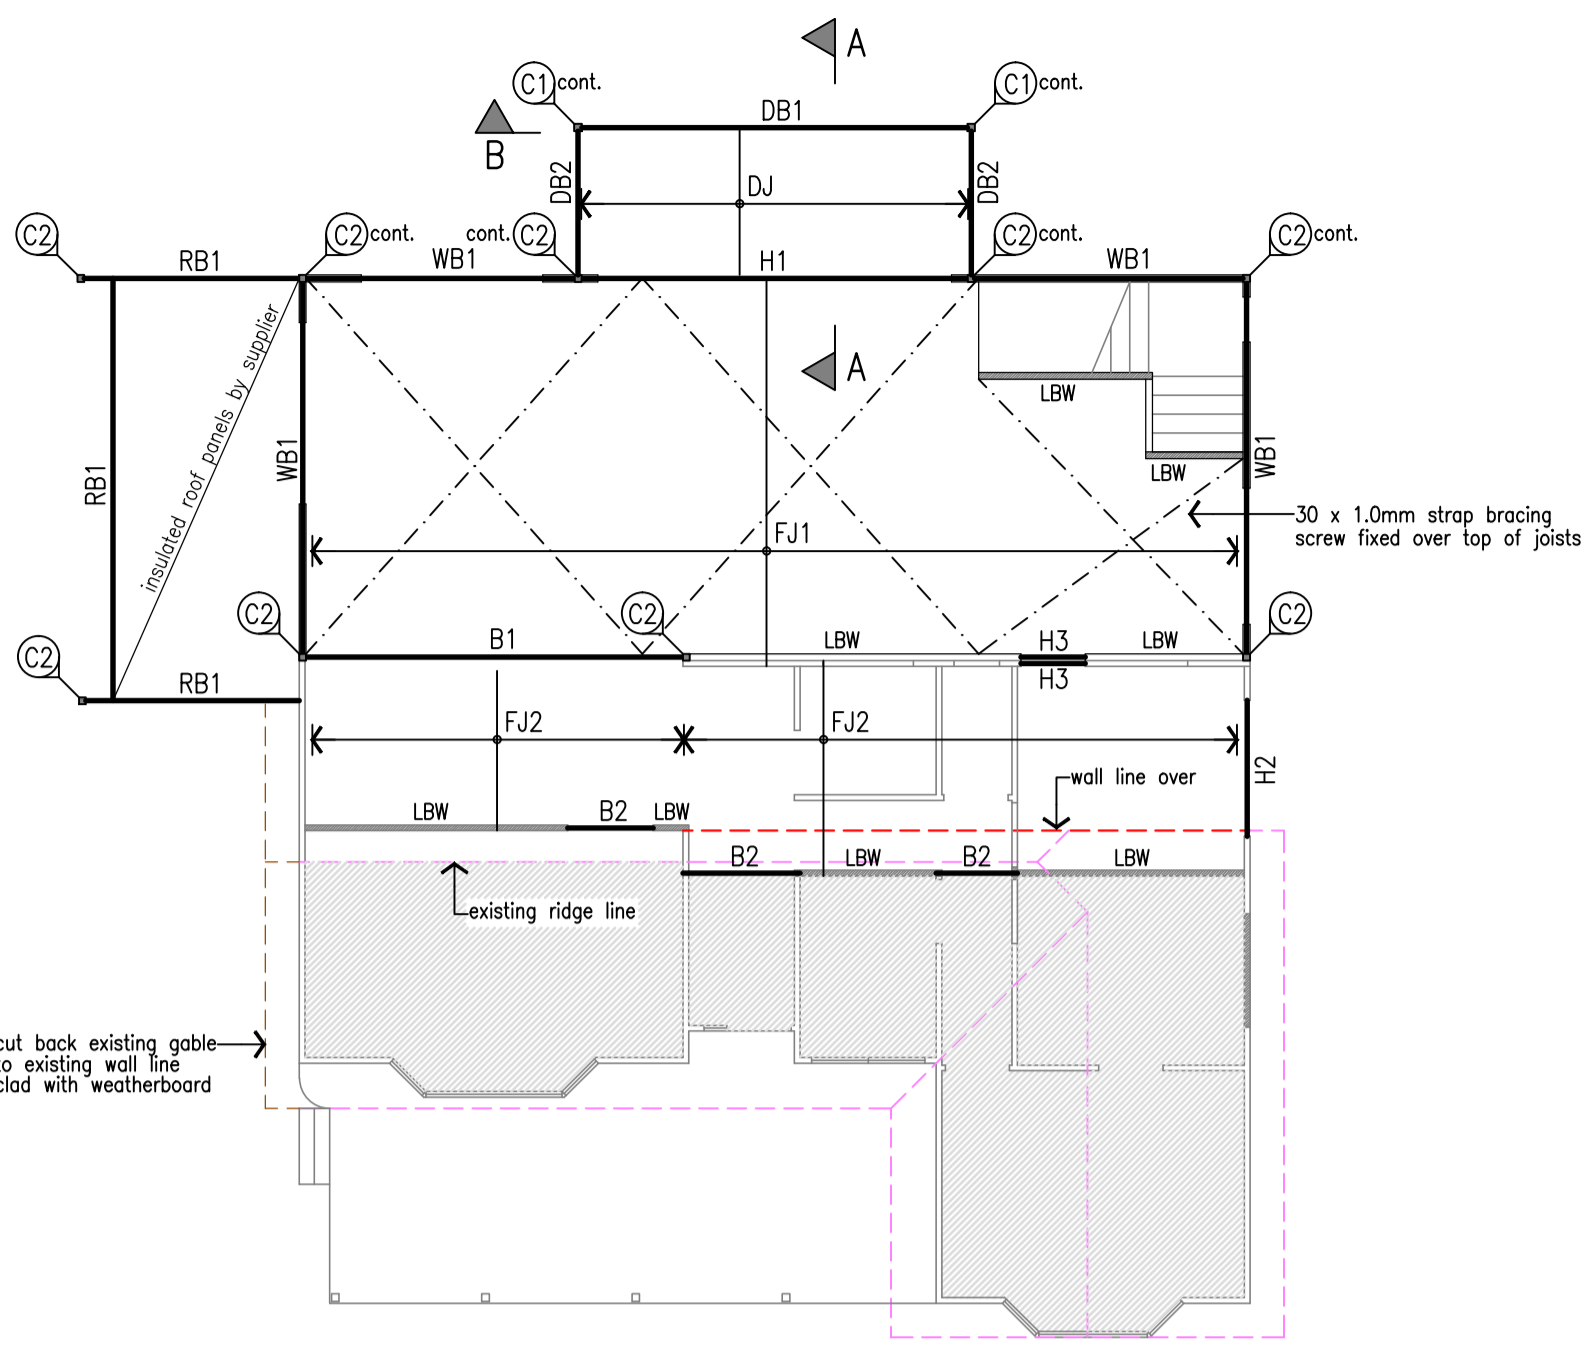 A
C1 cont.
C1 cont.
DB1
B
DB2
DB2
DJ
C2
C2 cont.
cont. C2
C2 cont.
C2 cont.
RB1
WB1
H1
WB1
A
LBW
insulated roof panels by supplier
RB1
WB1
LBW
WB1
30 x 1.0mm strap bracing
screw fixed over top of joists
FJ1
C2
C2
C2
C2
B1
LBW
H3
LBW
H3
RB1
FJ2
FJ2
wall line over
H2
LBW
B2
LBW
B2
LBW
B2
LBW
existing ridge line
cut back existing gable
to existing wall line
clad with weatherboard